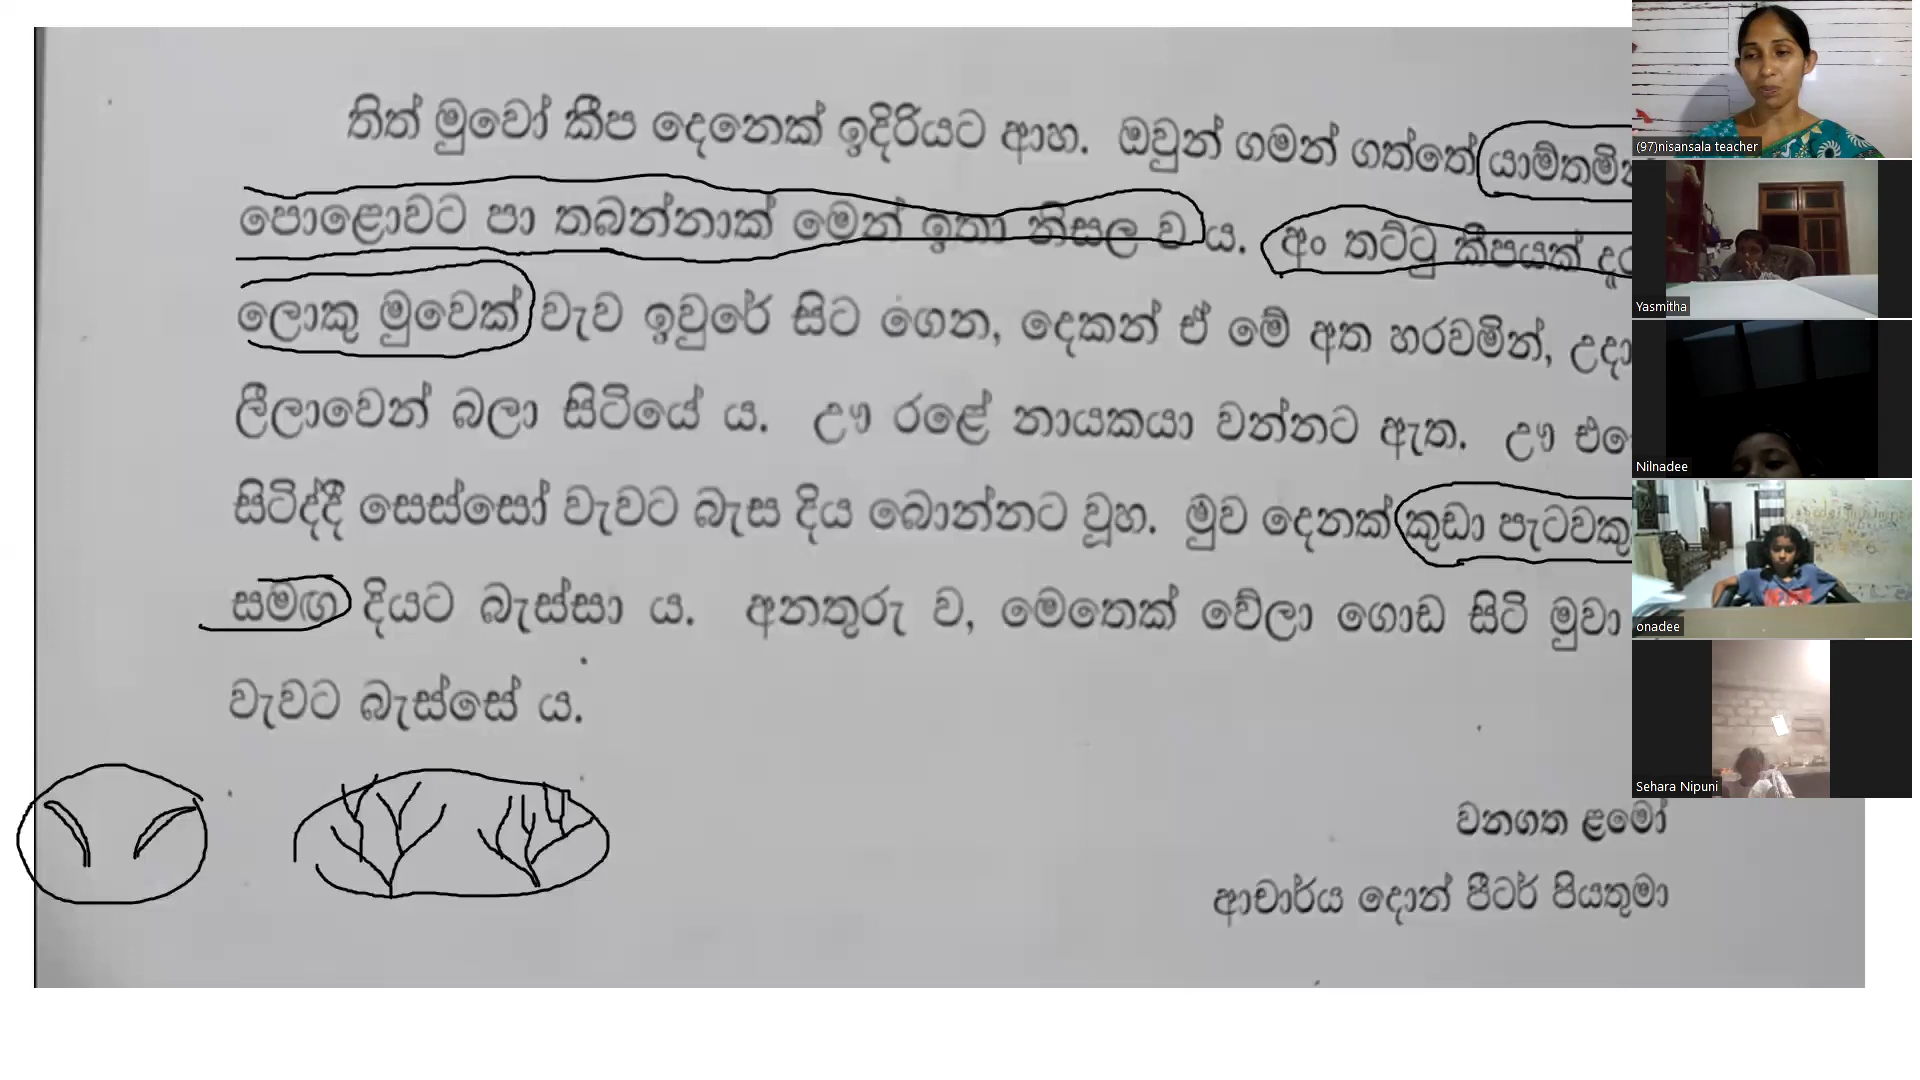 තිත් මුවෝ කීප දෙනෙක් ඉදිරියට ආහ. ඔවුන් ගමන් ගත්තේ
පොළොවට පා තබන්නාක් මෙන් ඉතා නිසල ව ය. අං තට්ටු කීපයක්
ලොකු මුවෙක් වැව ඉවුරේ සිට ගෙන, දෙකන් ඒ මේ අත හරවමින්,
ලීලාවෙන් බලා සිටියේ ය. ඌ රළේ නායකයා වන්නට ඇත. ඌ
සිටිද්දී සෙස්සෝ වැවට බැස දිය බොන්නට වූහ. මුව දෙනක් කුඩා
සමඟ දියට බැස්සා ය. අනතුරු ව, මෙතෙක් වේලා ගොඩ සිටි මුවා
වැවට බැස්සේ ය.
වනගත ළමෝ
ආචාර්ය දොන් පීටර් පියතුමා
(97)nisansala teacher
Yasmitha
Nilnadee
onadee
Sehara Nipuni